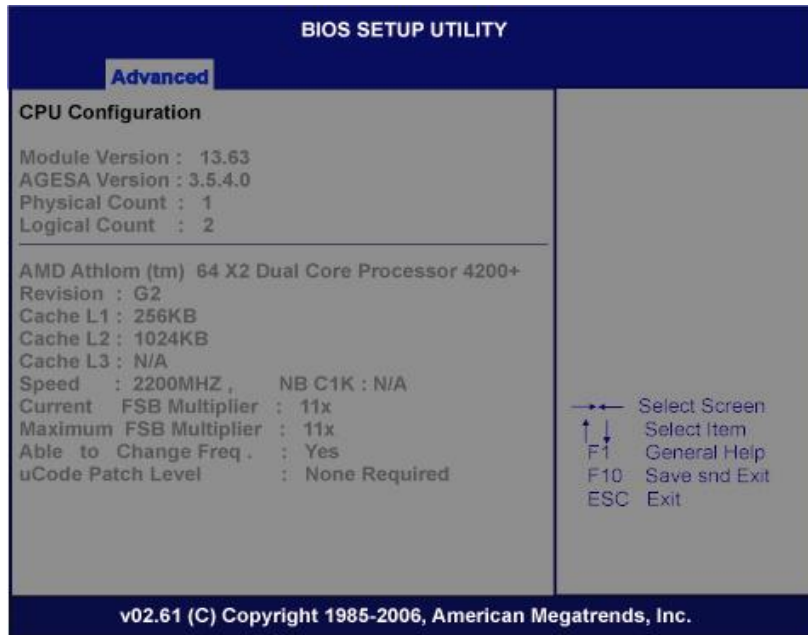 BIOS SETUP UTILITY
Advanced
CPU Configuration
Module Version : 13.63
AGESA Version : 3.5.4.0
Physical Count : 1
Logical Count : 2
AMD Athlom (tm) 64 X2 Dual Core Processor 4200+
Revision : G2
Cache L1 : 256KB
Cache L2 : 1024KB
Cache L3 : N/A
Speed : 2200MHZ , NB C1K : N/A
Current FSB Multiplier : 11x
Maximum FSB Multiplier : 11x
Able to Change Freq . : Yes
uCode Patch Level : None Required
→← Select Screen
↑↓ Select Item
F1 General Help
F10 Save snd Exit
ESC Exit
v02.61 (C) Copyright 1985-2006, American Megatrends, Inc.